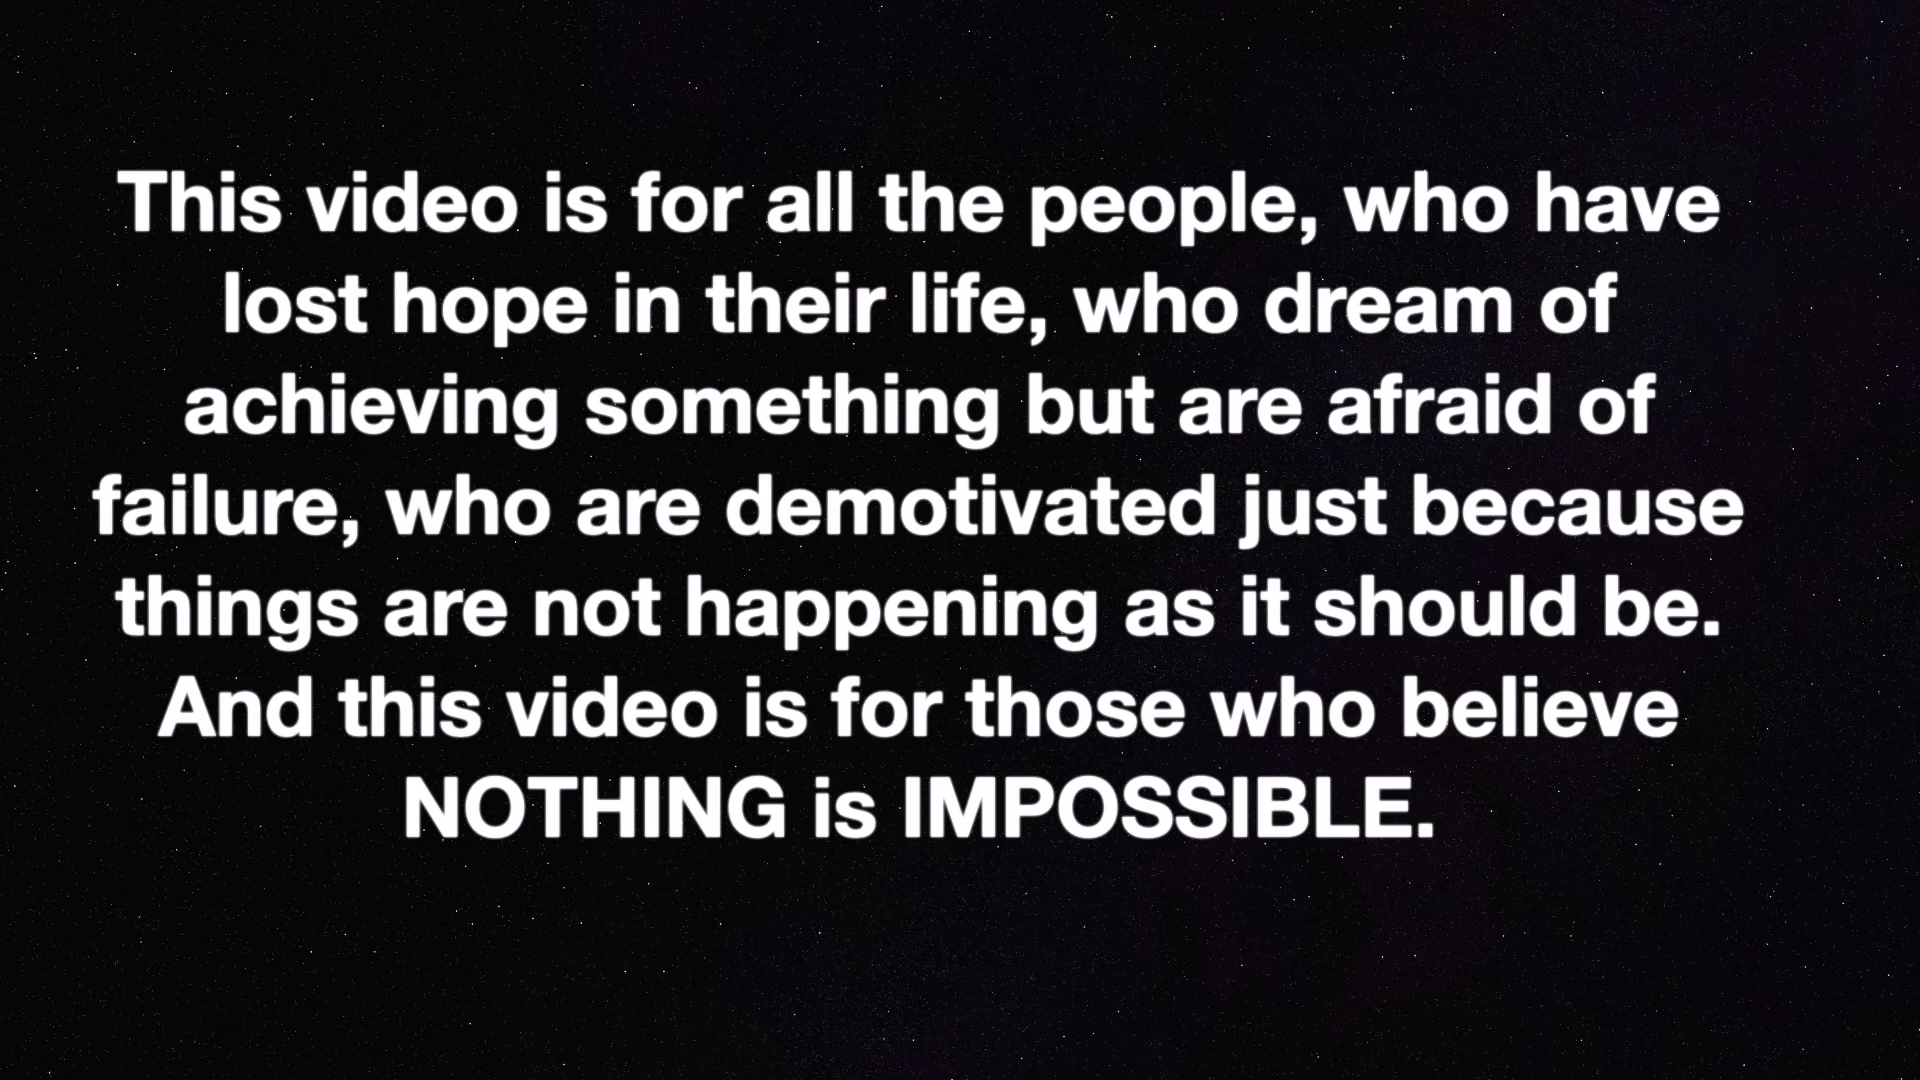 This video is for all the people, who have
lost hope in their life, who dream of
achieving something but are afraid of
failure, who are demotivated just because
things are not happening as it should be.
And this video is for those who believe
NOTHING is IMPOSSIBLE.